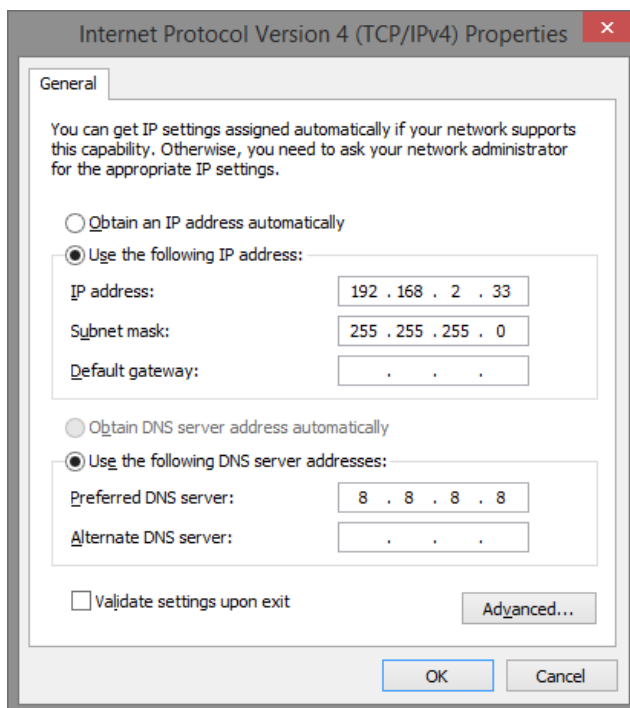 Internet Protocol Version 4 (TCP/IPv4) Properties
General
You can get IP settings assigned automatically if your network supports
this capability. Otherwise, you need to ask your network administrator
for the appropriate IP settings.
Obtain an IP address automatically
Use the following IP address:
IP address: 192 . 168 . 2 . 33
Subnet mask: 255 . 255 . 255 . 0
Default gateway: . . .
Obtain DNS server address automatically
Use the following DNS server addresses:
Preferred DNS server: 8 . 8 . 8 . 8
Alternate DNS server: . . .
Validate settings upon exit
Advanced...
OK Cancel